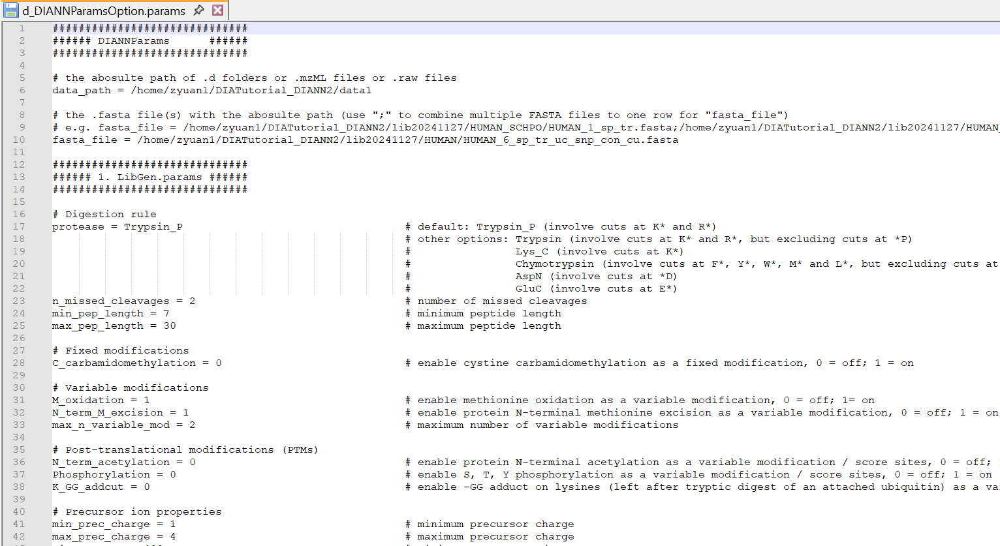 d_DIANNParamsOption.params
1 ##############################
2 ###### DIANNParams ######
3 ##############################
4
5 # the abosulte path of .d folders or .mzML files or .raw files
6 data_path = /home/zyuan1/DIATutorial_DIANN2/data1
7
8 # the .fasta file(s) with the abosulte path (use ";" to combine multiple FASTA files to one row for "fasta_file")
9 # e.g. fasta_file = /home/zyuan1/DIATutorial_DIANN2/lib20241127/HUMAN_SCHPO/HUMAN_1_sp_tr.fasta;/home/zyuan1/DIATutorial_DIANN2/lib20241127/HUMAN_
10 fasta_file = /home/zyuan1/DIATutorial_DIANN2/lib20241127/HUMAN/HUMAN_6_sp_tr_uc_snp_con_cu.fasta
11
12 ##############################
13 ###### 1. LibGen.params ######
14 ##############################
15
16 # Digestion rule
17 protease = Trypsin_P # default: Trypsin_P (involve cuts at K* and R*)
18 # other options: Trypsin (involve cuts at K* and R*, but excluding cuts at *P)
19 # Lys_C (involve cuts at K*)
20 # Chymotrypsin (involve cuts at F*, Y*, W*, M* and L*, but excluding cuts at
21 # AspN (involve cuts at *D)
22 # GluC (involve cuts at E*)
23 n_missed_cleavages = 2 # number of missed cleavages
24 min_pep_length = 7 # minimum peptide length
25 max_pep_length = 30 # maximum peptide length
26
27 # Fixed modifications
28 C_carbamidomethylation = 0 # enable cystine carbamidomethylation as a fixed modification, 0 = off; 1 = on
29
30 # Variable modifications
31 M_oxidation = 1 # enable methionine oxidation as a variable modification, 0 = off; 1= on
32 N_term_M_excision = 1 # enable protein N-terminal methionine excision as a variable modification, 0 = off; 1 = on
33 max_n_variable_mod = 2 # maximum number of variable modifications
34
35 # Post-translational modifications (PTMs)
36 N_term_acetylation = 0 # enable protein N-terminal acetylation as a variable modification / score sites, 0 = off;
37 Phosphorylation = 0 # enable S, T, Y phosphorylation as a variable modification / score sites, 0 = off; 1 = on
38 K_GG_addcut = 0 # enable -GG adduct on lysines (left after tryptic digest of an attached ubiquitin) as a va
39
40 # Precursor ion properties
41 min_prec_charge = 1 # minimum precursor charge
42 max_prec_charge = 4 # maximum precursor charge